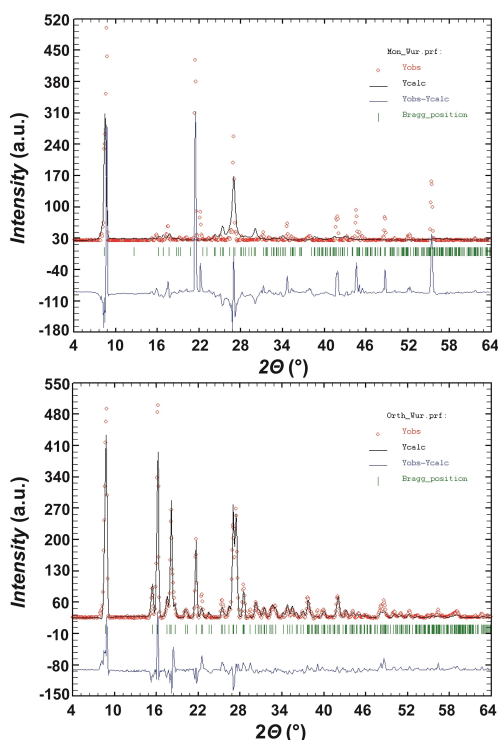 520
450
380
310
240
170
100
30
-40
-110
-180
Intensity (a.u.)
Mon_Wur.prf:
Yobs
Ycalc
Yobs-Ycalc
Bragg_position
4 10 16 22 28 34 40 46 52 58 64
2Θ (°)
550
480
410
340
270
200
130
60
-10
-80
-150
Intensity (a.u.)
Orth_Wur.prf:
Yobs
Ycalc
Yobs-Ycalc
Bragg_position
4 10 16 22 28 34 40 46 52 58 64
2Θ (°)